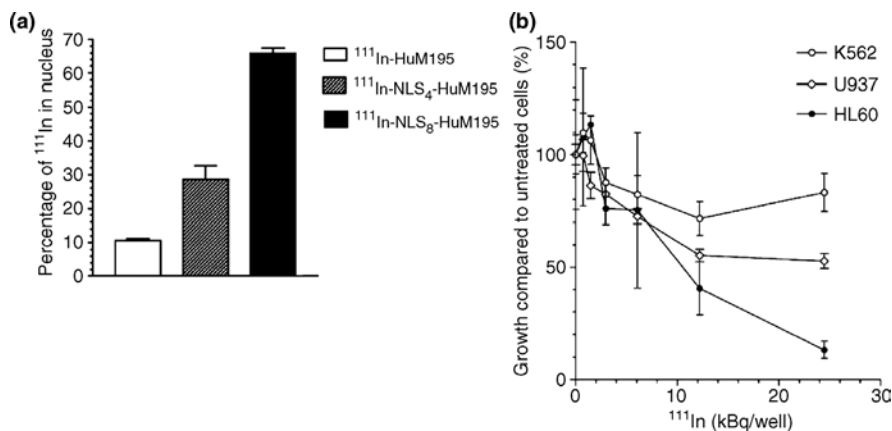 (a)
Percentage of ¹¹¹In in nucleus
70
60
50
40
30
20
10
0
¹¹¹In-HuM195
¹¹¹In-NLS₄-HuM195
¹¹¹In-NLS₈-HuM195
(b)
Growth compared to untreated cells (%)
150
100
50
0
0
10
20
30
¹¹¹In (kBq/well)
K562
U937
HL60